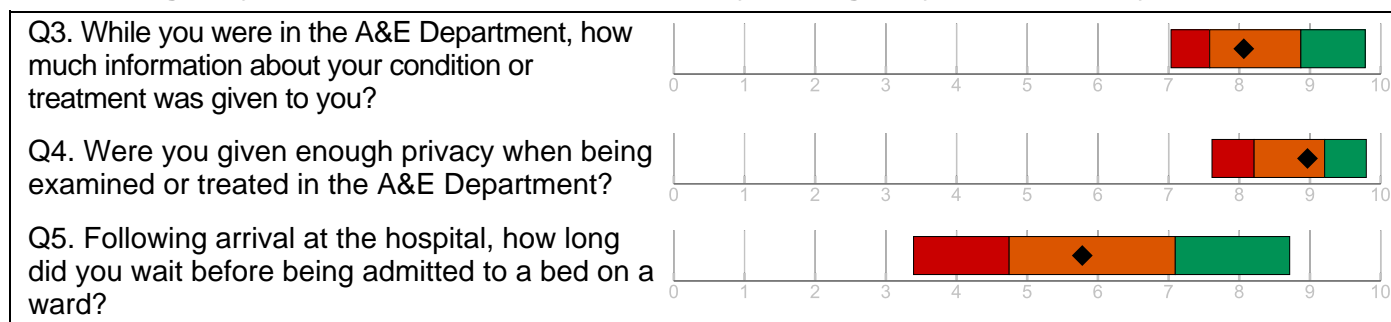 Q3. While you were in the A&E Department, how
much information about your condition or
treatment was given to you?
0 1 2 3 4 5 6 7 8 9 10
Q4. Were you given enough privacy when being
examined or treated in the A&E Department?
0 1 2 3 4 5 6 7 8 9 10
Q5. Following arrival at the hospital, how long
did you wait before being admitted to a bed on a
ward?
0 1 2 3 4 5 6 7 8 9 10